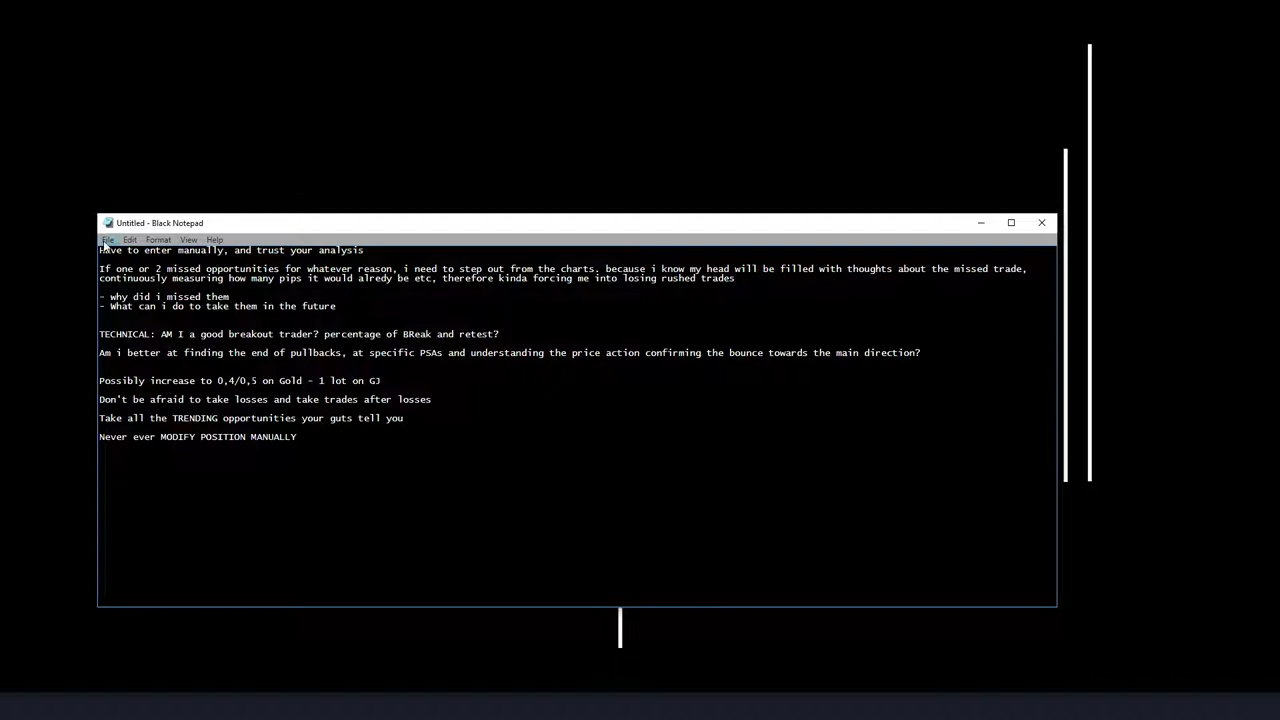 Untitled - Black Notepad
File Edit Format View Help
Have to enter manually, and trust your analysis
If one or 2 missed opportunities for whatever reason, i need to step out from the charts. because i know my head will be filled with thoughts about the missed trade,
continuously measuring how many pips it would alredy be etc, therefore kinda forcing me into losing rushed trades
- why did i missed them
- What can i do to take them in the future
TECHNICAL: AM I a good breakout trader? percentage of BReak and retest?
Am i better at finding the end of pullbacks, at specific PSAs and understanding the price action confirming the bounce towards the main direction?
Possibly increase to 0,4/0,5 on Gold - 1 lot on GJ
Don't be afraid to take losses and take trades after losses
Take all the TRENDING opportunities your guts tell you
Never ever MODIFY POSITION MANUALLY